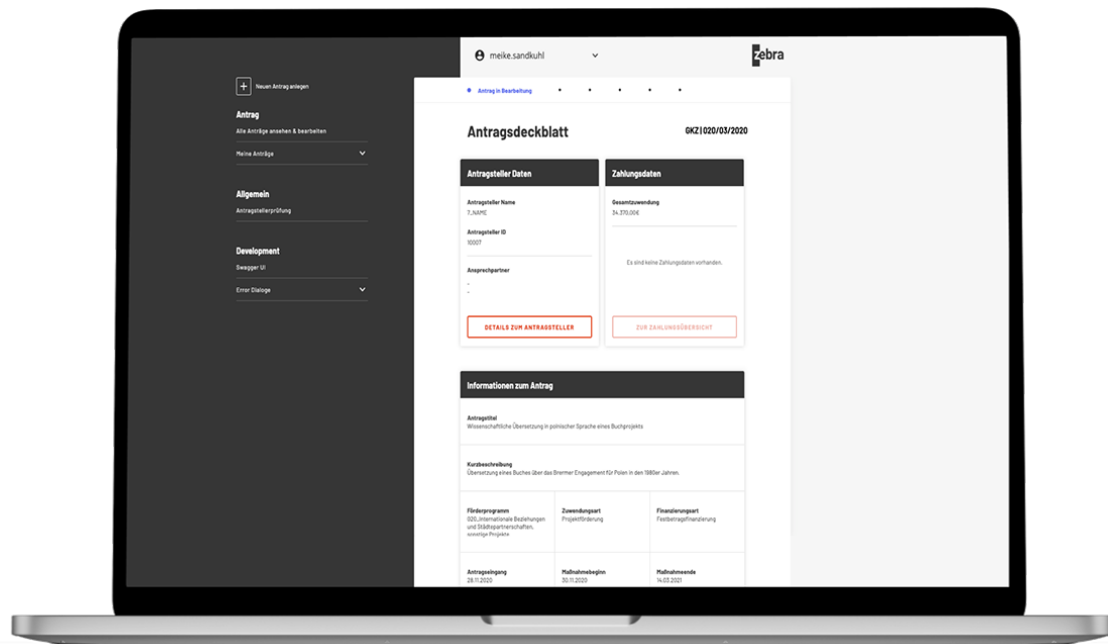 meike.sandkuhl
zebra
Neuen Antrag anlegen
Antrag
Alle Anträge ansehen & bearbeiten
Meine Anträge
Allgemein
Antragstellerprüfung
Development
Swagger UI
Error Dialoge
Antrag in Bearbeitung
Antragsdeckblatt
GKZ | 020/03/2020
Antragsteller Daten
Antragsteller Name
7_NAME
Antragsteller ID
10007
Ansprechpartner
-
-
DETAILS ZUM ANTRAGSTELLER
Zahlungsdaten
Gesamtzuwendung
34.370,00€
Es sind keine Zahlungsdaten vorhanden.
ZUR ZAHLUNGSÜBERSICHT
Informationen zum Antrag
Antragstitel
Wissenschaftliche Übersetzung in polnischer Sprache eines Buchprojekts
Kurzbeschreibung
Übersetzung eines Buches über das Bremer Engagement für Polen in den 1980er Jahren.
Förderprogramm
020_Internationale Beziehungen
und Städtepartnerschaften,
sonstige Projekte
Zuwendungsart
Projektförderung
Finanzierungsart
Festbetragsfinanzierung
Antragseingang
28.11.2020
Maßnahmebeginn
30.11.2020
Maßnahmeende
14.03.2021